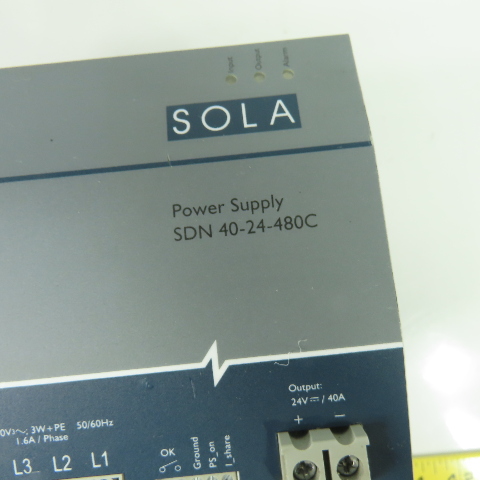 Input Output Alarm
SOLA
Power Supply
SDN 40-24-480C
Output:
24V⎓/ 40A
+ −
0V~, 3W+PE 50/60Hz
1.6A / Phase
L3 L2 L1
OK
Ground
PS_on
I_share